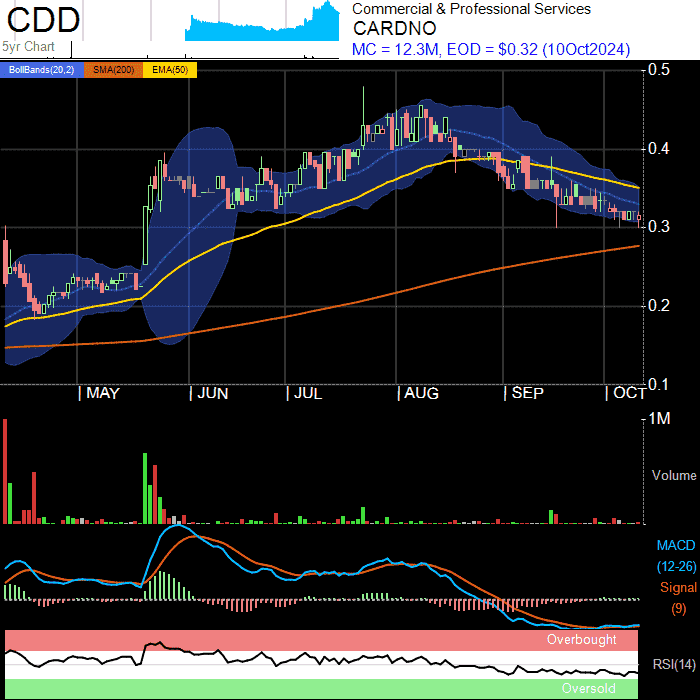 CDD
5yr Chart
Commercial & Professional Services
CARDNO
MC = 12.3M, EOD = $0.32 (10Oct2024)
BollBands(20,2) SMA(200) EMA(50)
0.5
0.4
0.3
0.2
0.1
| MAY | JUN | JUL | AUG | SEP | OCT
1M
Volume
MACD
(12-26)
Signal
(9)
Overbought
RSI(14)
Oversold